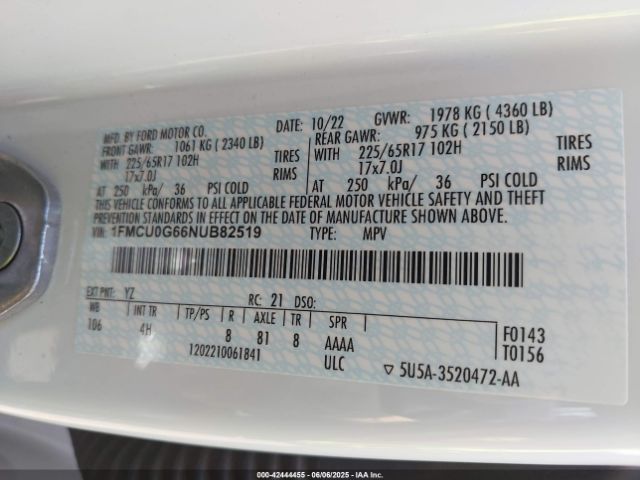 MFD. BY FORD MOTOR CO.
DATE: 10/22 GVWR: 1978 KG ( 4360 LB)
FRONT GAWR: 1061 KG ( 2340 LB)
REAR GAWR: 975 KG ( 2150 LB)
WITH 225/65R17 102H TIRES
WITH 225/65R17 102H TIRES
17x7.0J RIMS
17x7.0J RIMS
AT 250 kPa/ 36 PSI COLD
AT 250 kPa/ 36 PSI COLD
THIS VEHICLE CONFORMS TO ALL APPLICABLE FEDERAL MOTOR VEHICLE SAFETY AND THEFT
PREVENTION STANDARDS IN EFFECT ON THE DATE OF MANUFACTURE SHOWN ABOVE.
VIN: 1FMCU0G66NUB82519 TYPE: MPV
EXT PNT: YZ RC: 21 DSO:
WB INT TR TP/PS R AXLE TR SPR
106 4H 8 81 8 AAAA
F0143
1202210061841 ULC
T0156
5U5A-3520472-AA
000-42444455 | 06/06/2025 | IAA Inc. IAAI.COM